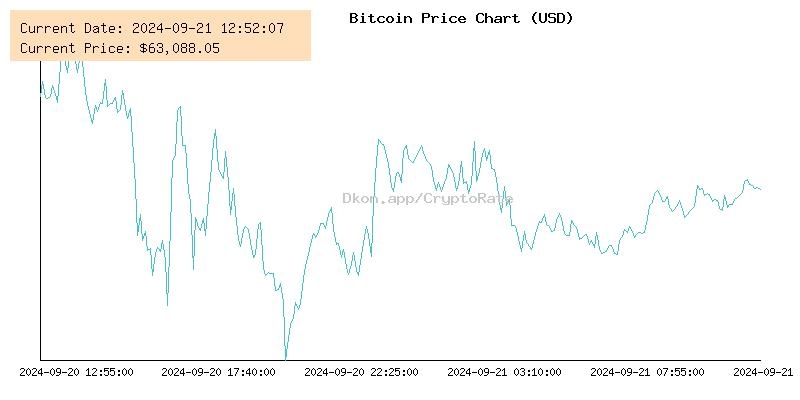 Bitcoin Price Chart (USD)
Current Date: 2024-09-21 12:52:07
Current Price: $63,088.05
Dkon.app/CryptoRate
2024-09-20 12:55:00 2024-09-20 17:40:00 2024-09-20 22:25:00 2024-09-21 03:10:00 2024-09-21 07:55:00 2024-09-21